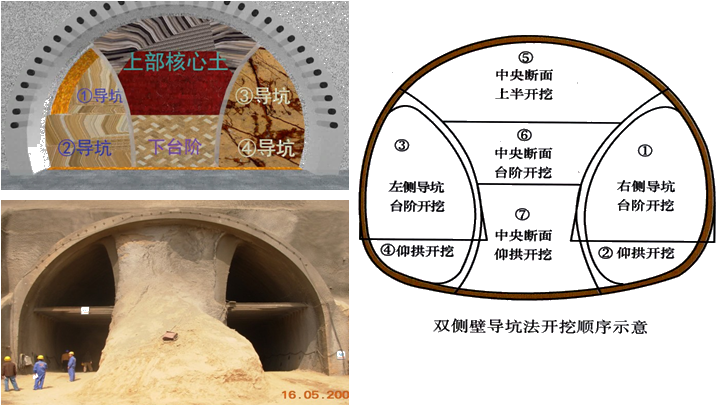 上部核心土
①导坑
③导坑
②导坑
下台阶
④导坑
16.05.200
⑤
中央断面
上半开挖
⑥
中央断面
台阶开挖
③
左侧导坑
台阶开挖
①
右侧导坑
台阶开挖
⑦
中央断面
仰拱开挖
④仰拱开挖
②仰拱开挖
双侧壁导坑法开挖顺序示意